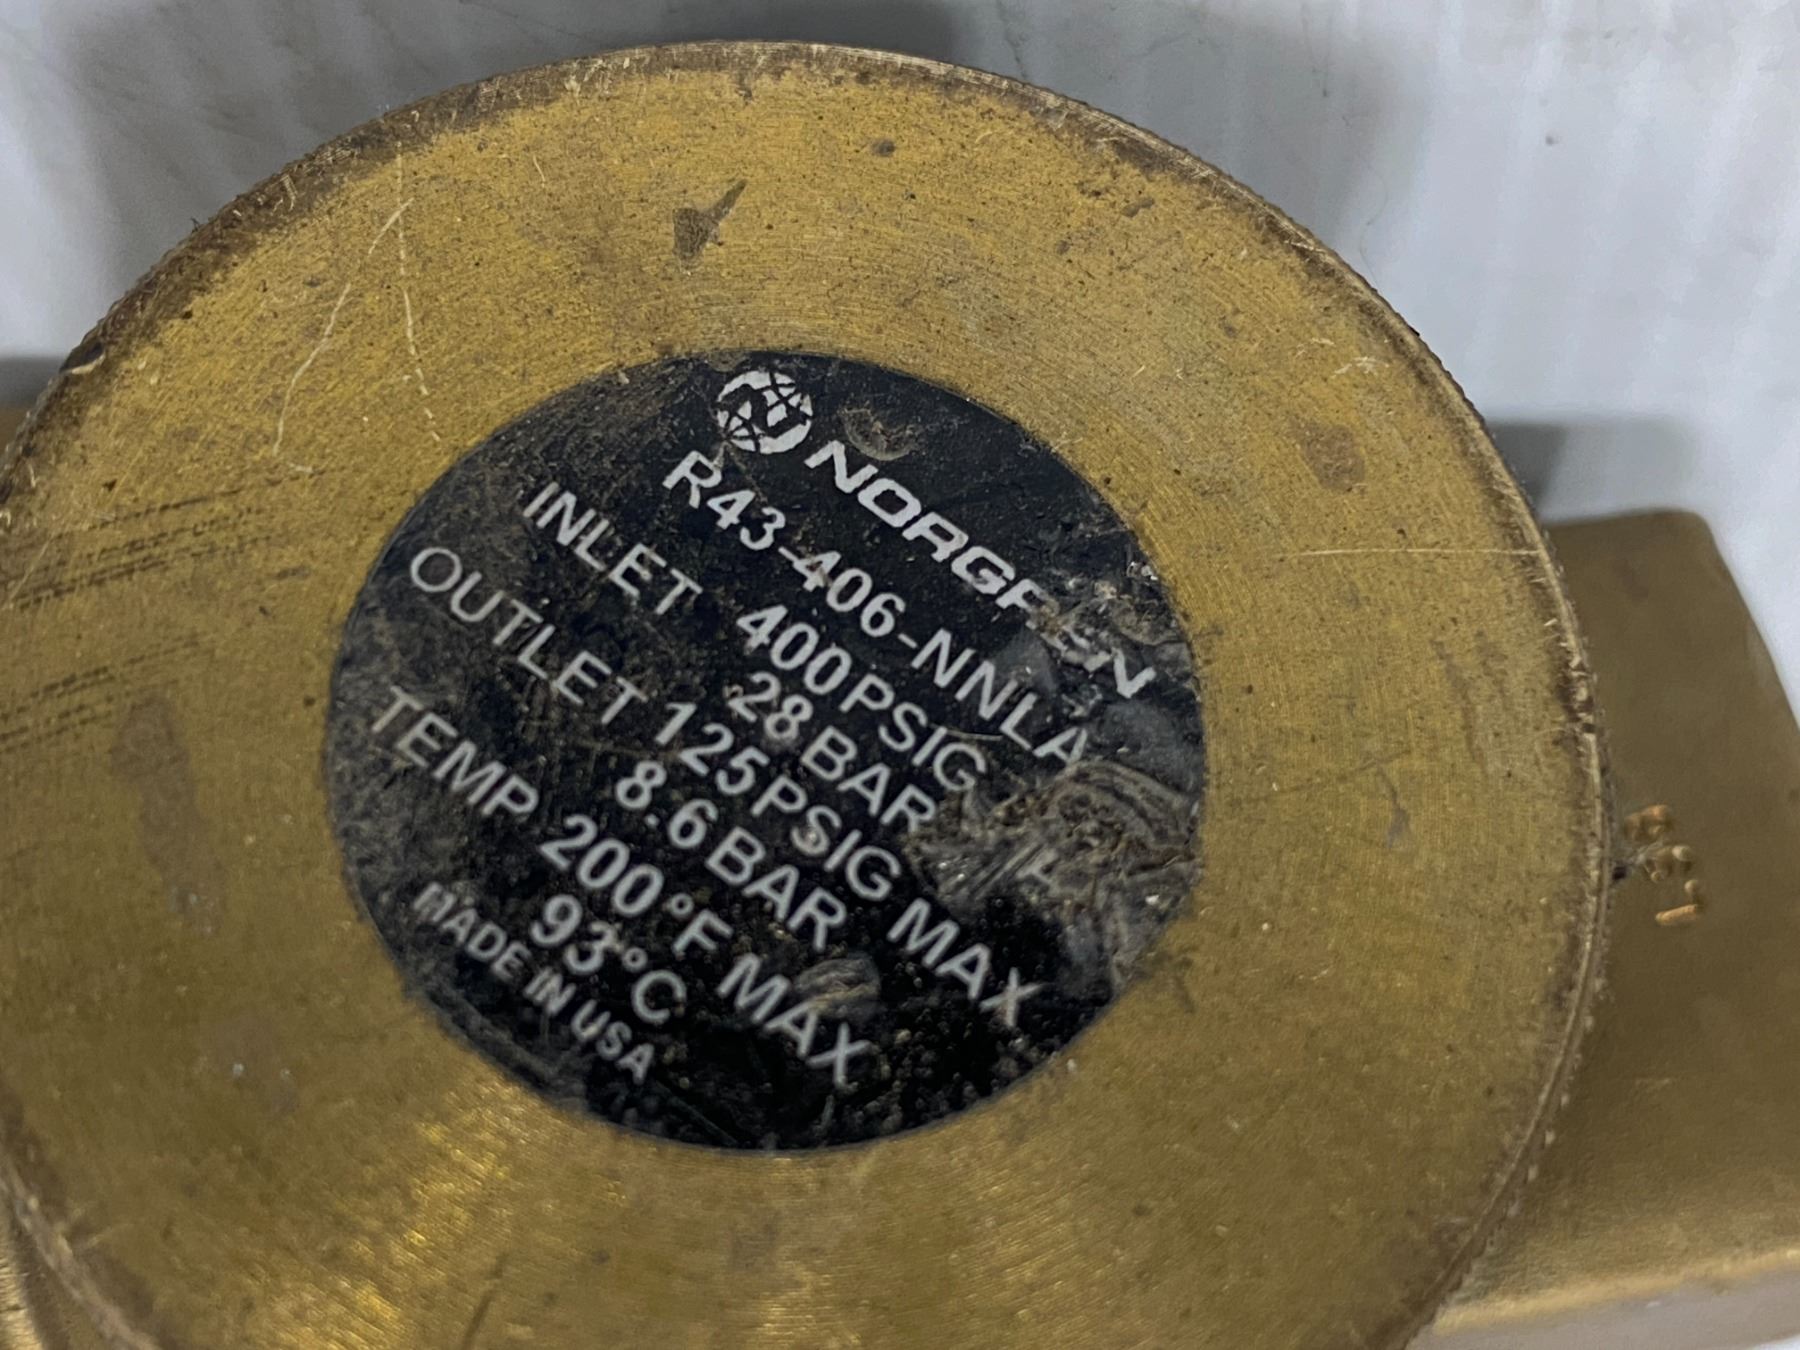 NORGREN
R43-406-NNLA
INLET 400 PSIG
28 BAR
OUTLET 125 PSIG MAX
8.6 BAR
TEMP 200°F MAX
93°C
MADE IN USA